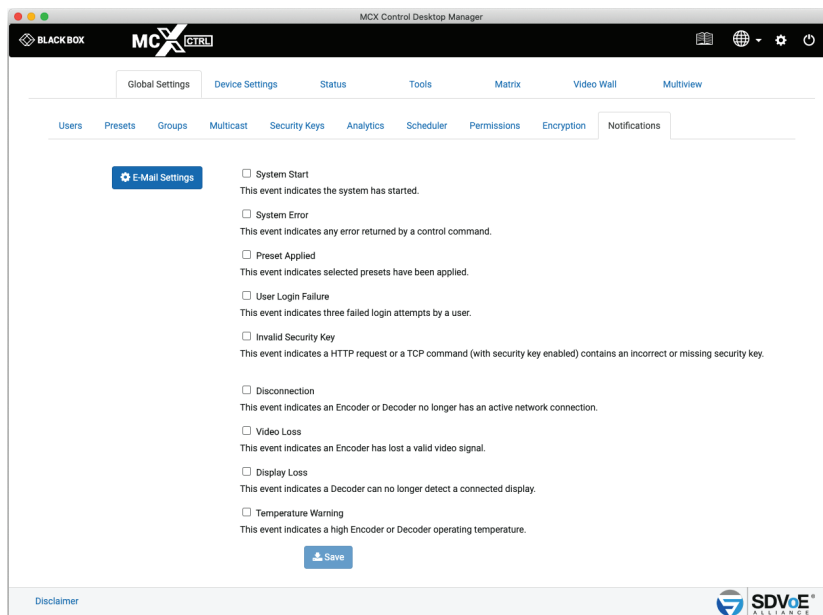 MCX Control Desktop Manager
BLACK BOX MCX CTRL
Global Settings Device Settings Status Tools Matrix Video Wall Multiview
Users Presets Groups Multicast Security Keys Analytics Scheduler Permissions Encryption Notifications
E-Mail Settings
System Start
This event indicates the system has started.
System Error
This event indicates any error returned by a control command.
Preset Applied
This event indicates selected presets have been applied.
User Login Failure
This event indicates three failed login attempts by a user.
Invalid Security Key
This event indicates a HTTP request or a TCP command (with security key enabled) contains an incorrect or missing security key.
Disconnection
This event indicates an Encoder or Decoder no longer has an active network connection.
Video Loss
This event indicates an Encoder has lost a valid video signal.
Display Loss
This event indicates a Decoder can no longer detect a connected display.
Temperature Warning
This event indicates a high Encoder or Decoder operating temperature.
Save
Disclaimer
SDVoE
ALLIANCE